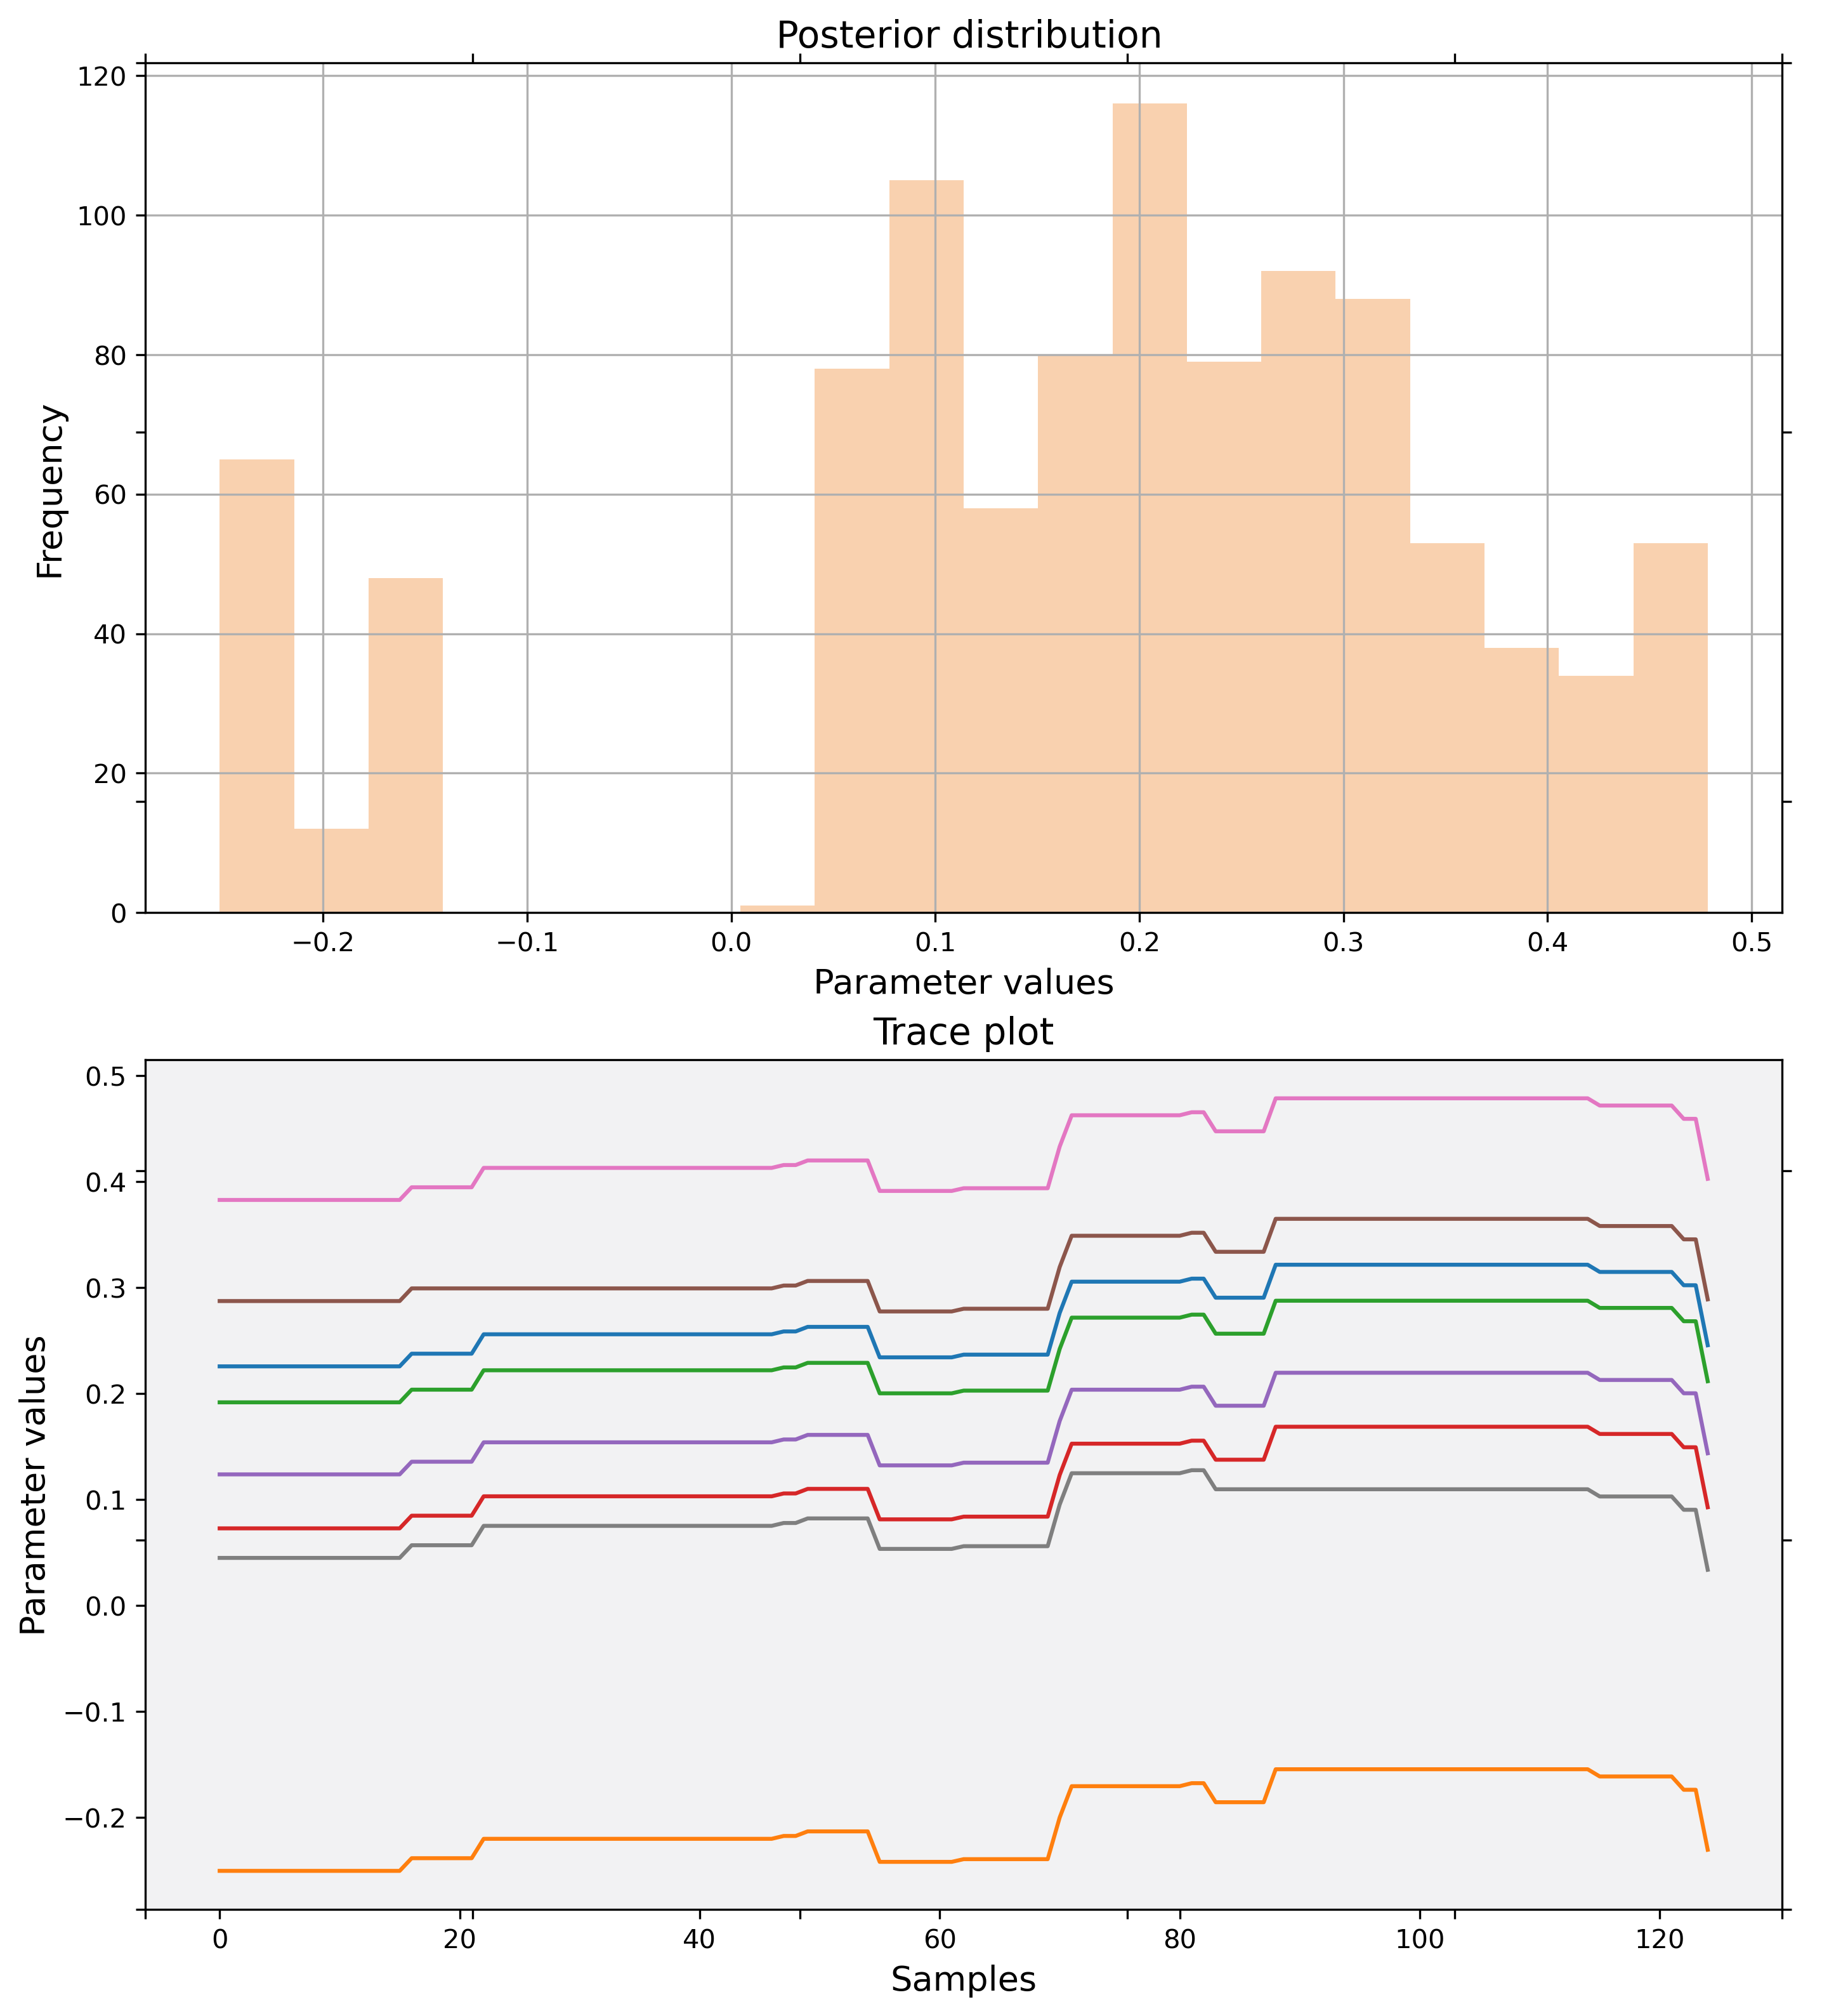 Posterior distribution
120
100
80
60
40
20
0
Frequency
−0.2 −0.1 0.0 0.1 0.2 0.3 0.4 0.5
Parameter values
Trace plot
0.5
0.4
0.3
0.2
0.1
0.0
−0.1
−0.2
Parameter values
0 20 40 60 80 100 120
Samples